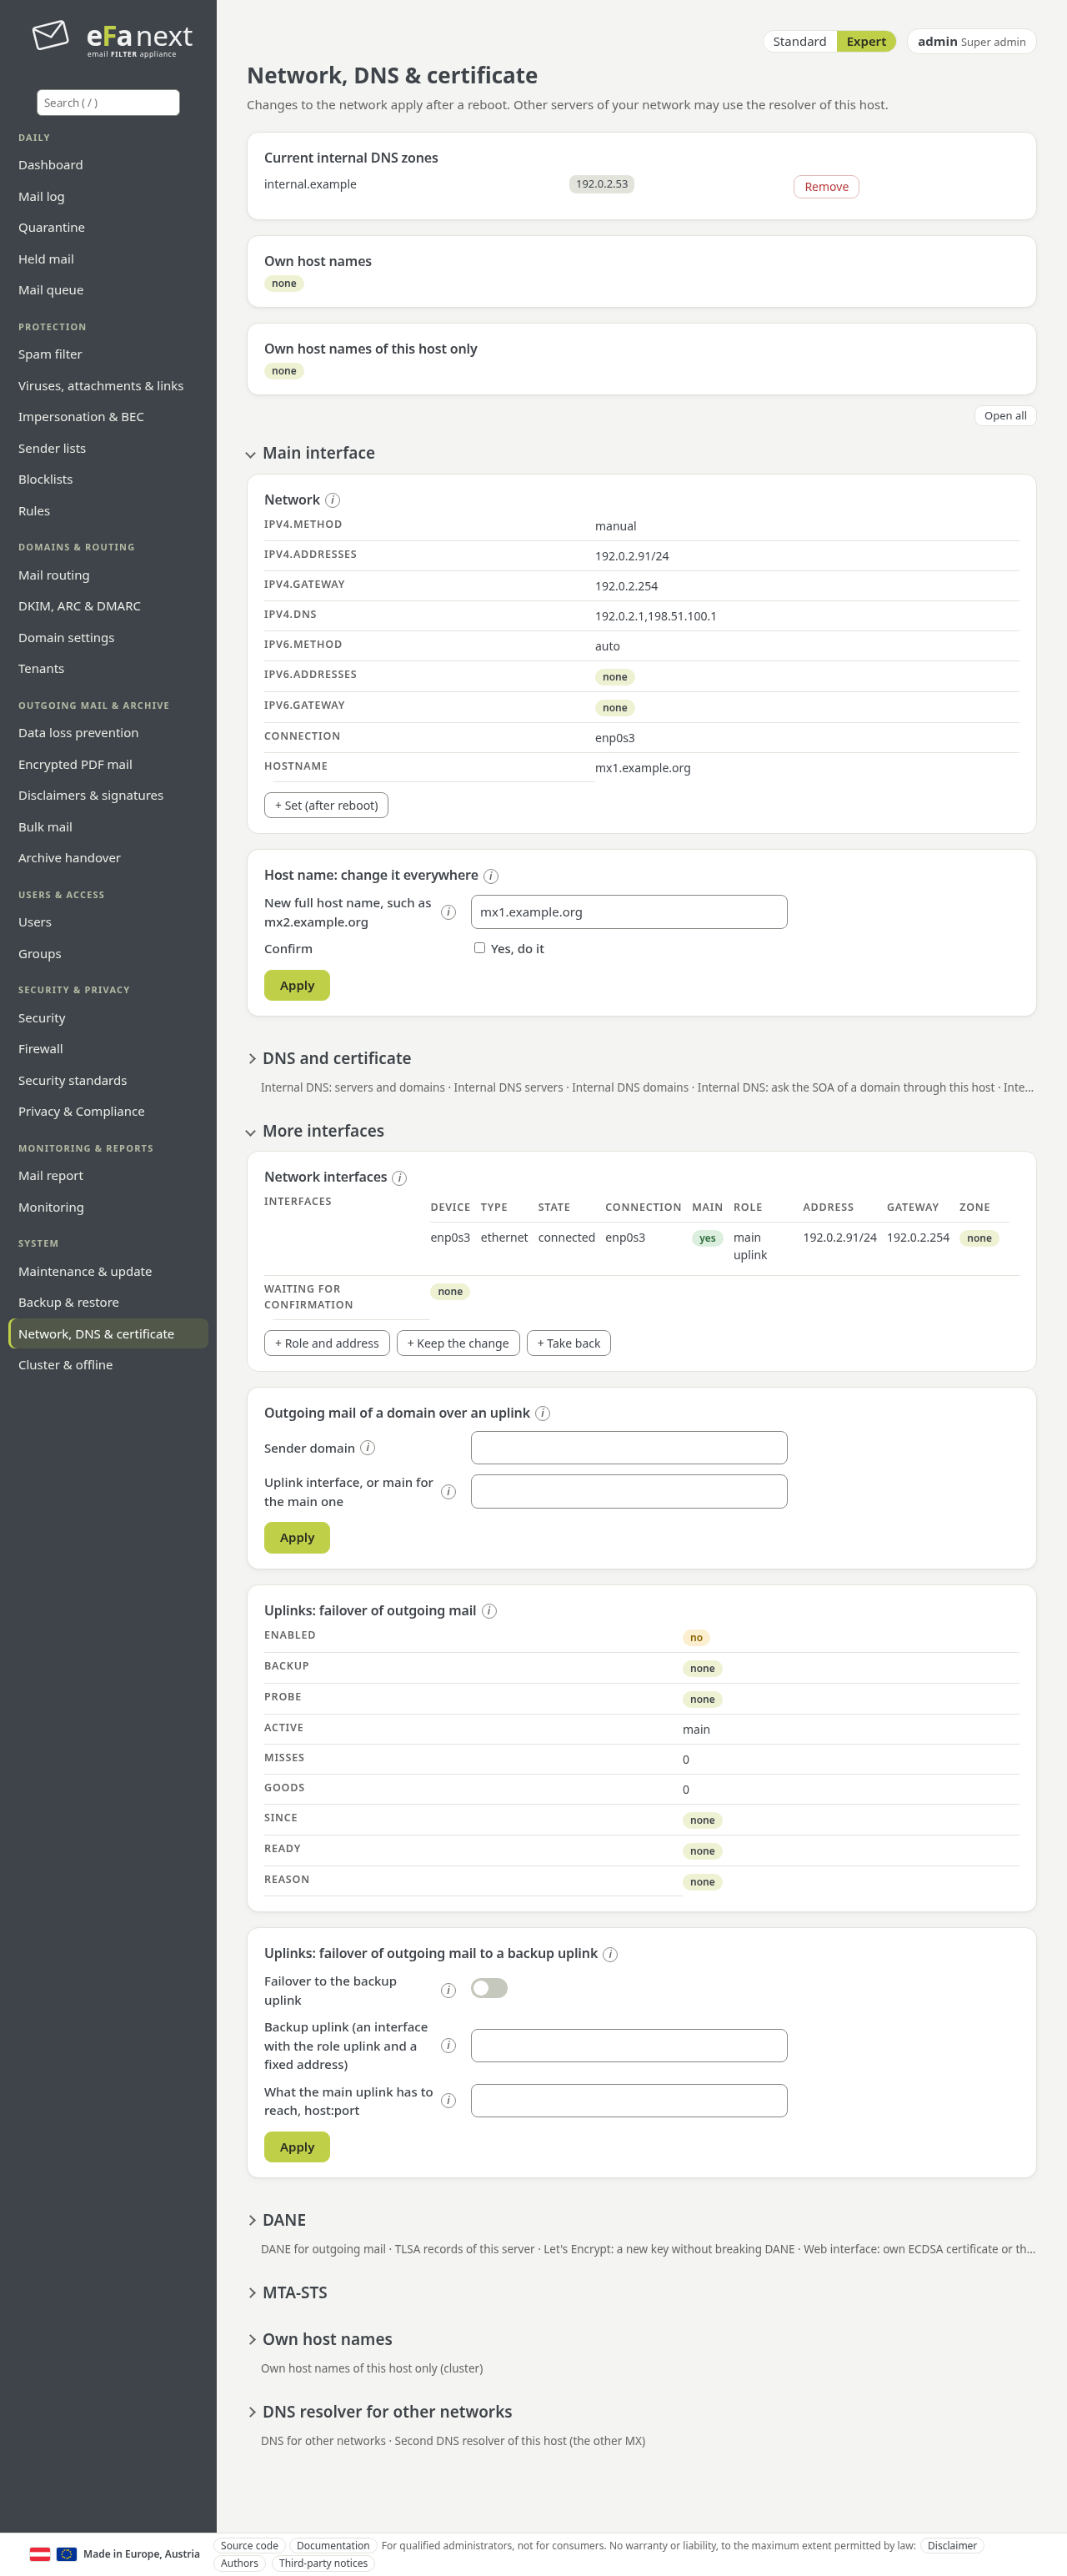 eFa next
email FILTER appliance
Search ( / )
DAILY
Dashboard
Mail log
Quarantine
Held mail
Mail queue
PROTECTION
Spam filter
Viruses, attachments & links
Impersonation & BEC
Sender lists
Blocklists
Rules
DOMAINS & ROUTING
Mail routing
DKIM, ARC & DMARC
Domain settings
Tenants
OUTGOING MAIL & ARCHIVE
Data loss prevention
Encrypted PDF mail
Disclaimers & signatures
Bulk mail
Archive handover
USERS & ACCESS
Users
Groups
SECURITY & PRIVACY
Security
Firewall
Security standards
Privacy & Compliance
MONITORING & REPORTS
Mail report
Monitoring
SYSTEM
Maintenance & update
Backup & restore
Network, DNS & certificate
Cluster & offline
Standard Expert admin Super admin
Network, DNS & certificate
Changes to the network apply after a reboot. Other servers of your network may use the resolver of this host.
Current internal DNS zones
internal.example 192.0.2.53 Remove
Own host names
none
Own host names of this host only
none
Open all
Main interface
Network i
IPV4.METHOD manual
IPV4.ADDRESSES 192.0.2.91/24
IPV4.GATEWAY 192.0.2.254
IPV4.DNS 192.0.2.1,198.51.100.1
IPV6.METHOD auto
IPV6.ADDRESSES none
IPV6.GATEWAY none
CONNECTION enp0s3
HOSTNAME mx1.example.org
+ Set (after reboot)
Host name: change it everywhere i
New full host name, such as
mx2.example.org i mx1.example.org
Confirm Yes, do it
Apply
DNS and certificate
Internal DNS: servers and domains · Internal DNS servers · Internal DNS domains · Internal DNS: ask the SOA of a domain through this host · Inte...
More interfaces
Network interfaces i
INTERFACES DEVICE TYPE STATE CONNECTION MAIN ROLE ADDRESS GATEWAY ZONE
enp0s3 ethernet connected enp0s3 yes main 192.0.2.91/24 192.0.2.254 none
uplink
WAITING FOR none
CONFIRMATION
+ Role and address + Keep the change + Take back
Outgoing mail of a domain over an uplink i
Sender domain i
Uplink interface, or main for
the main one i
Apply
Uplinks: failover of outgoing mail i
ENABLED no
BACKUP none
PROBE none
ACTIVE main
MISSES 0
GOODS 0
SINCE none
READY none
REASON none
Uplinks: failover of outgoing mail to a backup uplink i
Failover to the backup
uplink i
Backup uplink (an interface
with the role uplink and a i
fixed address)
What the main uplink has to
reach, host:port i
Apply
DANE
DANE for outgoing mail · TLSA records of this server · Let's Encrypt: a new key without breaking DANE · Web interface: own ECDSA certificate or th...
MTA-STS
Own host names
Own host names of this host only (cluster)
DNS resolver for other networks
DNS for other networks · Second DNS resolver of this host (the other MX)
Made in Europe, Austria
Source code Documentation For qualified administrators, not for consumers. No warranty or liability, to the maximum extent permitted by law: Disclaimer
Authors Third-party notices